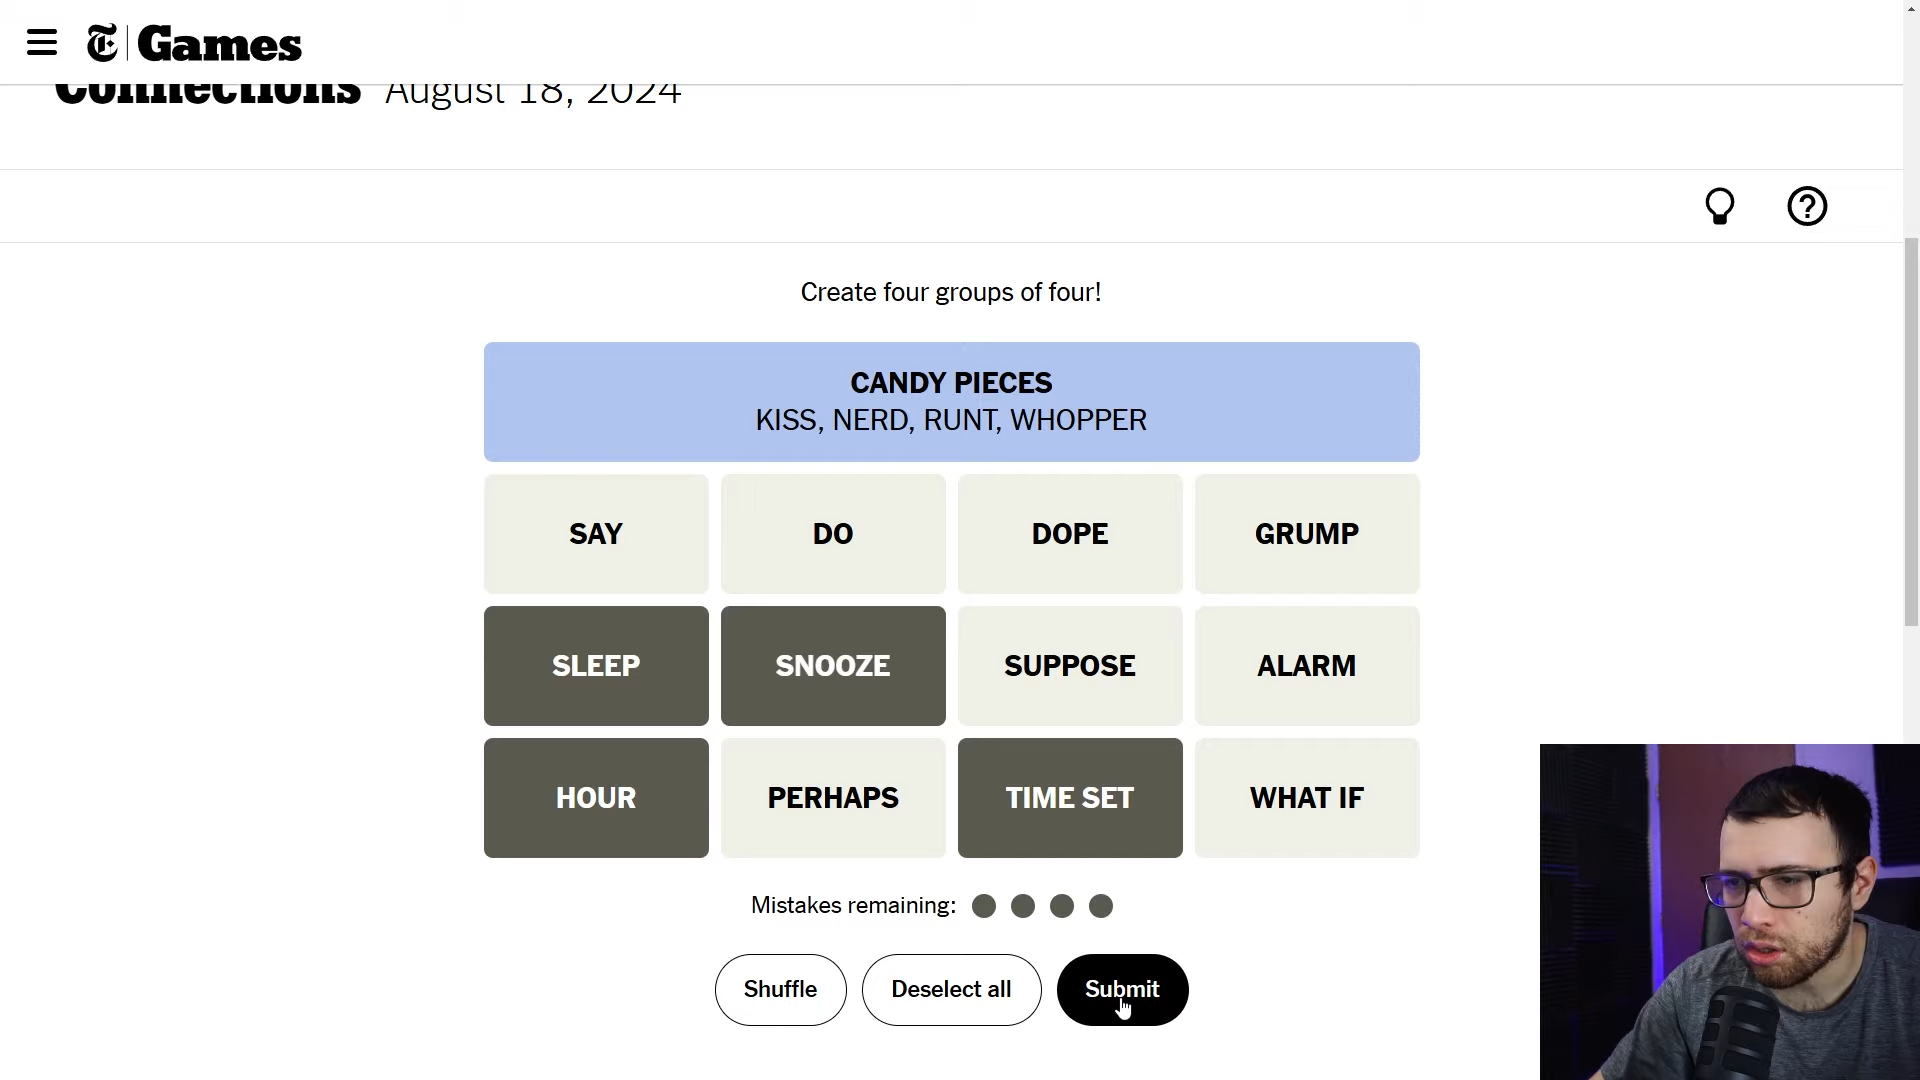 Games
Connections August 18, 2024
Create four groups of four!
CANDY PIECES
KISS, NERD, RUNT, WHOPPER
SAY DO DOPE GRUMP
SLEEP SNOOZE SUPPOSE ALARM
HOUR PERHAPS TIME SET WHAT IF
Mistakes remaining:
Shuffle Deselect all Submit